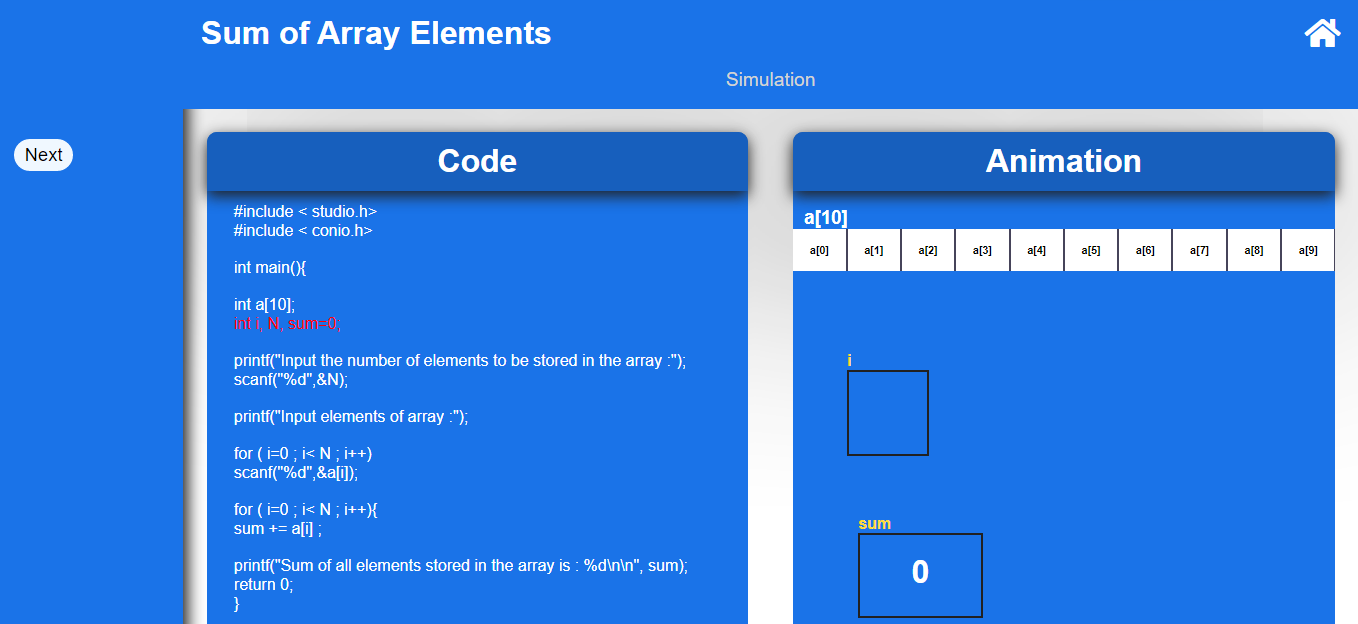 Sum of Array Elements
Simulation
Next
Code
#include < studio.h>
#include < conio.h>
int main(){
int a[10];
int i, N, sum=0;
printf("Input the number of elements to be stored in the array :");
scanf("%d",&N);
printf("Input elements of array :");
for ( i=0 ; i< N ; i++)
scanf("%d",&a[i]);
for ( i=0 ; i< N ; i++){
sum += a[i] ;
printf("Sum of all elements stored in the array is : %d\n\n", sum);
return 0;
}
Animation
a[10]
a[0] a[1] a[2] a[3] a[4] a[5] a[6] a[7] a[8] a[9]
i
sum
0